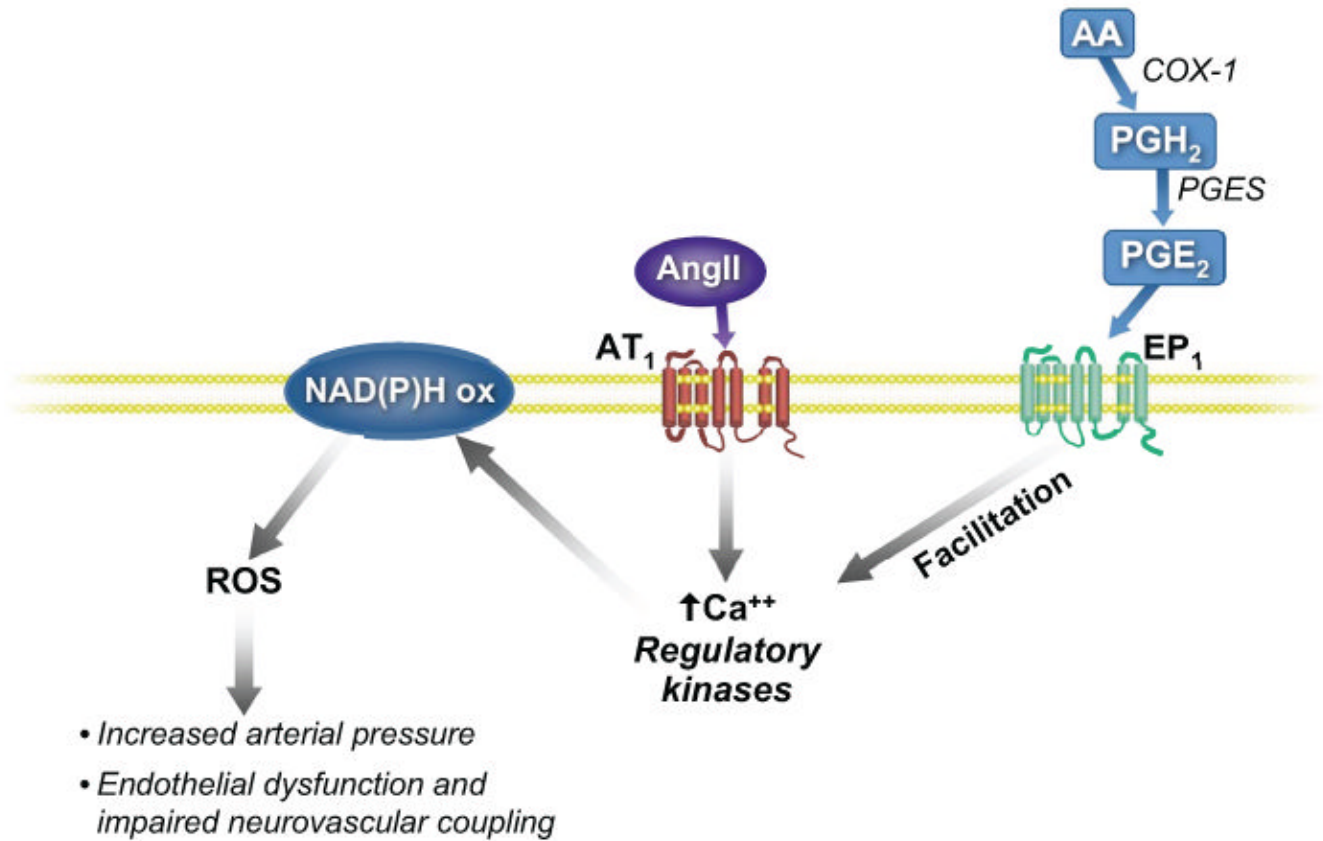 AA
COX-1
PGH₂
PGES
PGE₂
AngII
AT₁
EP₁
NAD(P)H ox
Facilitation
ROS
↑Ca⁺⁺
Regulatory
kinases
• Increased arterial pressure
• Endothelial dysfunction and
impaired neurovascular coupling